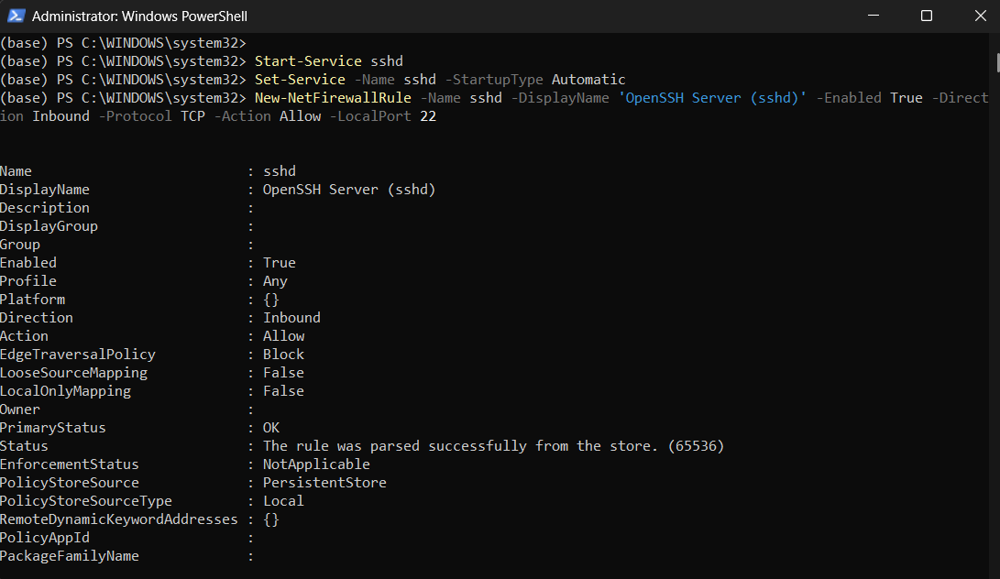 Administrator: Windows PowerShell
(base) PS C:\WINDOWS\system32>
(base) PS C:\WINDOWS\system32> Start-Service sshd
(base) PS C:\WINDOWS\system32> Set-Service -Name sshd -StartupType Automatic
(base) PS C:\WINDOWS\system32> New-NetFirewallRule -Name sshd -DisplayName 'OpenSSH Server (sshd)' -Enabled True -Direct
ion Inbound -Protocol TCP -Action Allow -LocalPort 22
Name : sshd
DisplayName : OpenSSH Server (sshd)
Description :
DisplayGroup :
Group :
Enabled : True
Profile : Any
Platform : {}
Direction : Inbound
Action : Allow
EdgeTraversalPolicy : Block
LooseSourceMapping : False
LocalOnlyMapping : False
Owner :
PrimaryStatus : OK
Status : The rule was parsed successfully from the store. (65536)
EnforcementStatus : NotApplicable
PolicyStoreSource : PersistentStore
PolicyStoreSourceType : Local
RemoteDynamicKeywordAddresses : {}
PolicyAppId :
PackageFamilyName :